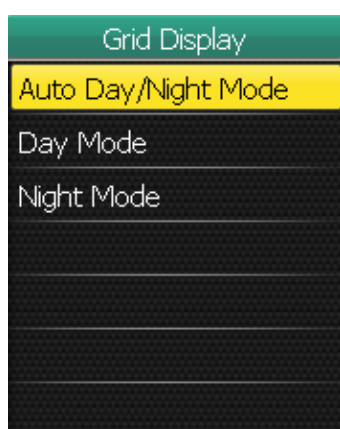 Grid Display
Auto Day/Night Mode
Day Mode
Night Mode